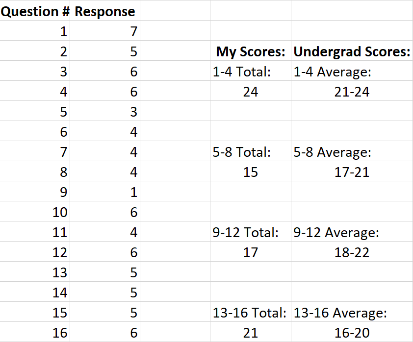 Question # Response
1 7
2 5 My Scores: Undergrad Scores:
3 6 1-4 Total: 1-4 Average:
4 6 24 21-24
5 3
6 4
7 4 5-8 Total: 5-8 Average:
8 4 15 17-21
9 1
10 6
11 4 9-12 Total: 9-12 Average:
12 6 17 18-22
13 5
14 5
15 5 13-16 Total: 13-16 Average:
16 6 21 16-20